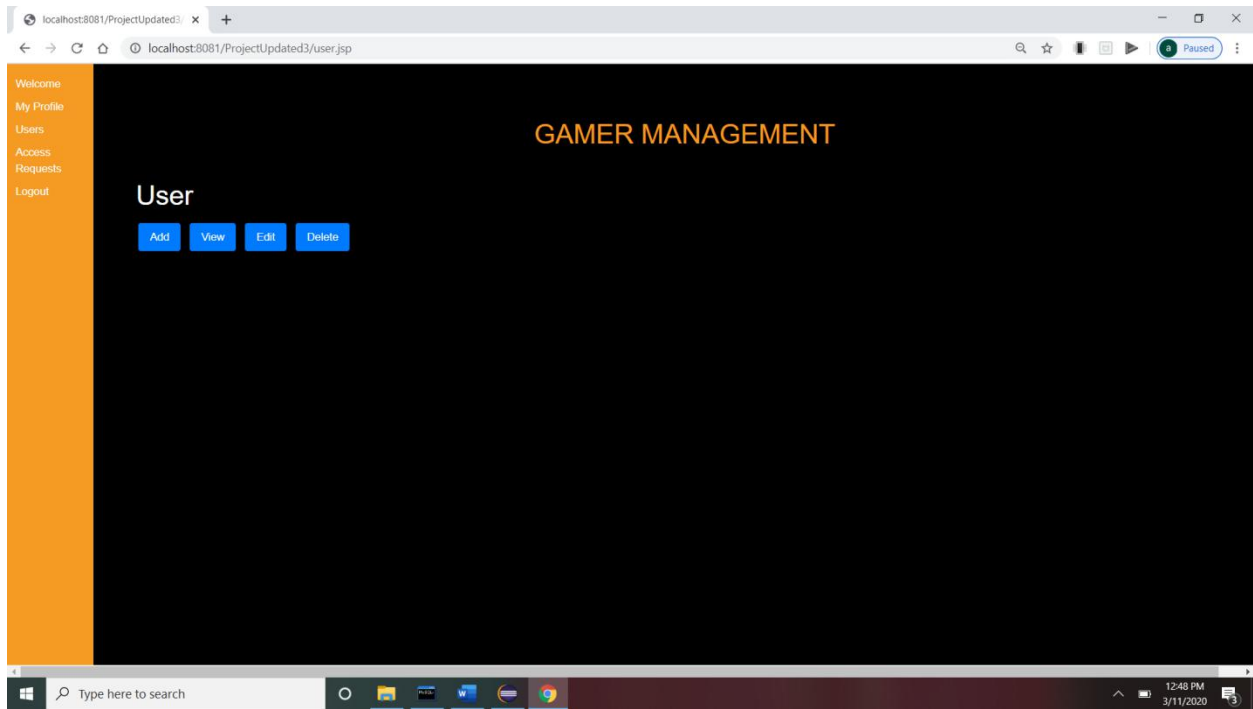 localhost:8081/ProjectUpdated3/
localhost:8081/ProjectUpdated3/user.jsp
a Paused
Welcome
My Profile
Users
Access
Requests
Logout
GAMER MANAGEMENT
User
Add View Edit Delete
Type here to search
12:48 PM
3/11/2020
3